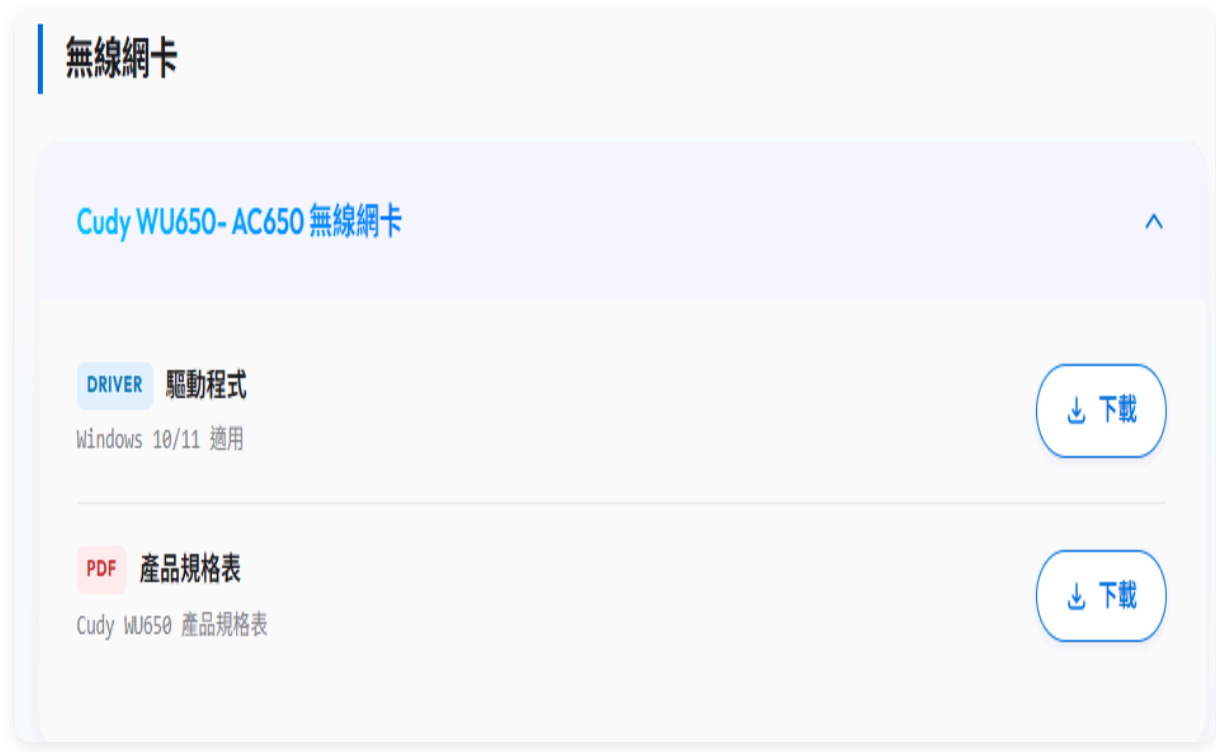 無線網卡
Cudy WU650- AC650 無線網卡
DRIVER 驅動程式
Windows 10/11 適用
下載
PDF 產品規格表
Cudy WU650 產品規格表
下載